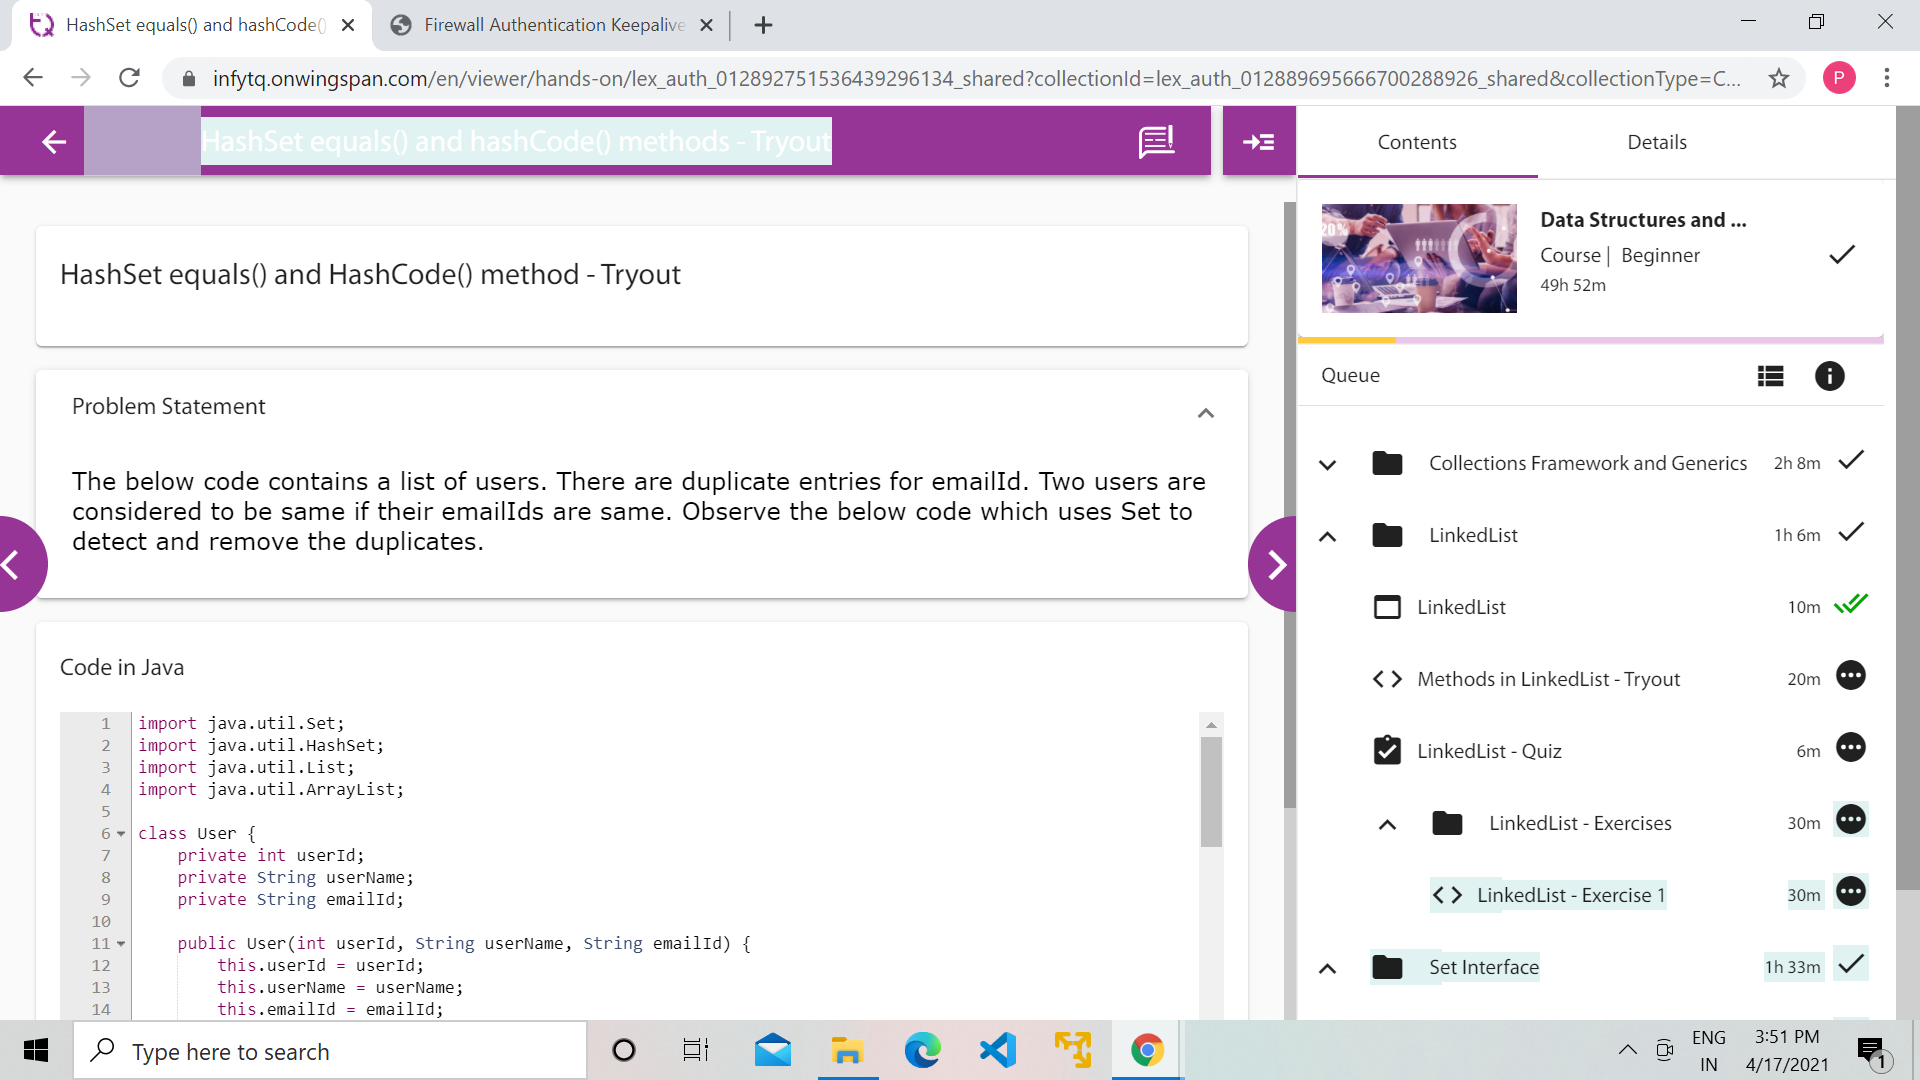 HashSet equals() and hashCode()
Firewall Authentication Keepalive
infytq.onwingspan.com/en/viewer/hands-on/lex_auth_012892751536439296134_shared?collectionId=lex_auth_012889695666700288926_shared&collectionType=C...
P
HashSet equals() and hashCode() methods - Tryout
Contents
Details
HashSet equals() and HashCode() method - Tryout
20%
Data Structures and ...
Course | Beginner
49h 52m
Problem Statement
The below code contains a list of users. There are duplicate entries for emailId. Two users are
considered to be same if their emailIds are same. Observe the below code which uses Set to
detect and remove the duplicates.
Queue
Collections Framework and Generics 2h 8m
LinkedList 1h 6m
LinkedList 10m
Methods in LinkedList - Tryout 20m
LinkedList - Quiz 6m
LinkedList - Exercises 30m
LinkedList - Exercise 1 30m
Set Interface 1h 33m
Code in Java
1 import java.util.Set;
2 import java.util.HashSet;
3 import java.util.List;
4 import java.util.ArrayList;
5
6 class User {
7 private int userId;
8 private String userName;
9 private String emailId;
10
11 public User(int userId, String userName, String emailId) {
12 this.userId = userId;
13 this.userName = userName;
14 this.emailId = emailId;
Type here to search
ENG
IN
3:51 PM
4/17/2021
1